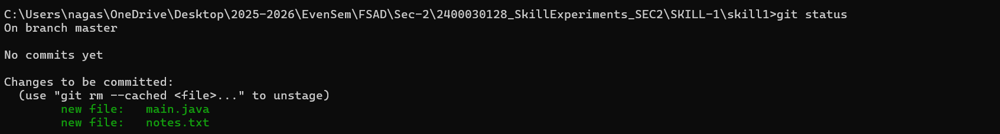 C:\Users\nagas\OneDrive\Desktop\2025-2026\EvenSem\FSAD\Sec-2\2400030128_SkillExperiments_SEC2\SKILL-1\skill1>git status
On branch master
No commits yet
Changes to be committed:
  (use "git rm --cached <file>..." to unstage)
        new file:   main.java
        new file:   notes.txt